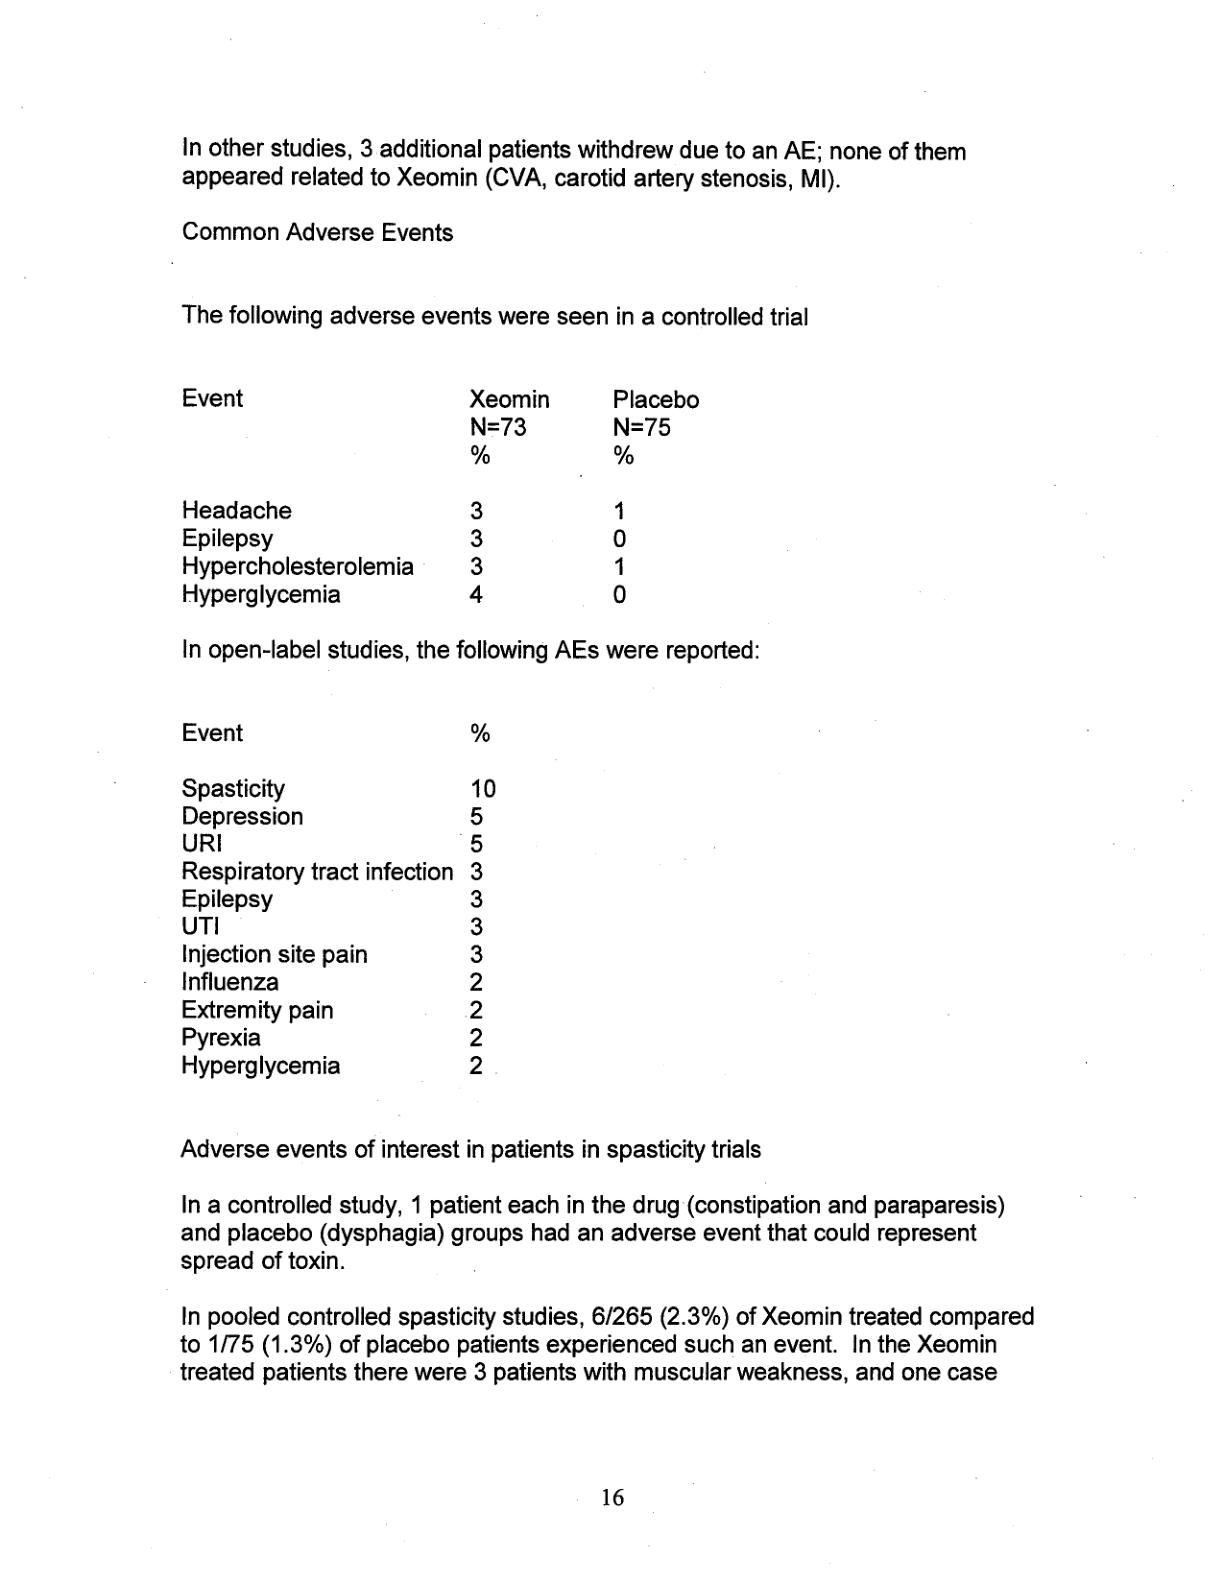 In other studies, 3 additional patients withdrew due to an AE; none of them
appeared related to Xeomin (CVA, carotid artery stenosis, MI).
Common Adverse Events
The following adverse events were seen in a controlled trial
Event Xeomin Placebo
N=73 N=75
% %
Headache 3 1
Epilepsy 3 0
Hypercholesterolemia 3 1
Hyperglycemia 4 0
In open-label studies, the following AEs were reported:
Event %
Spasticity 10
Depression 5
URI 5
Respiratory tract infection 3
Epilepsy 3
UTI 3
Injection site pain 3
Influenza 2
Extremity pain 2
Pyrexia 2
Hyperglycemia 2
Adverse events of interest in patients in spasticity trials
In a controlled study, 1 patient each in the drug (constipation and paraparesis)
and placebo (dysphagia) groups had an adverse event that could represent
spread of toxin.
In pooled controlled spasticity studies, 6/265 (2.3%) of Xeomin treated compared
to 1/75 (1.3%) of placebo patients experienced such an event. In the Xeomin
treated patients there were 3 patients with muscular weakness, and one case
16